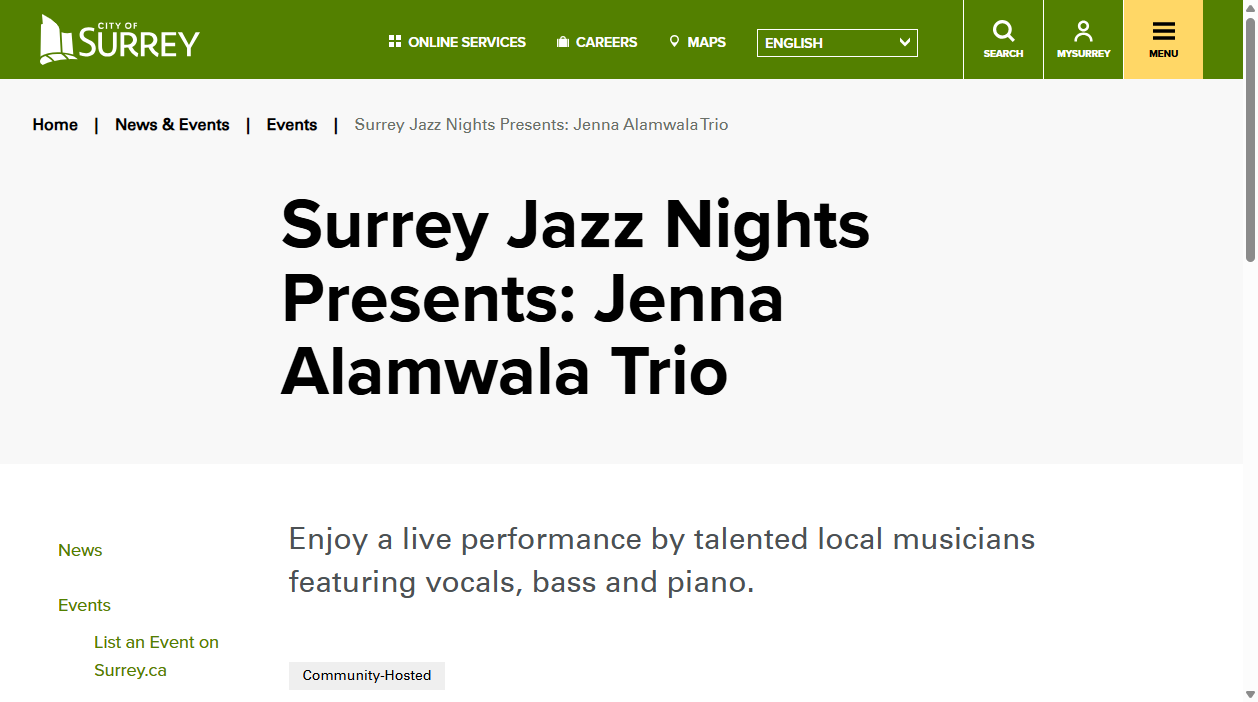 CITY OF
SURREY
ONLINE SERVICES
CAREERS
MAPS
ENGLISH
SEARCH
MYSURREY
MENU
Home | News & Events | Events | Surrey Jazz Nights Presents: Jenna Alamwala Trio
Surrey Jazz Nights
Presents: Jenna
Alamwala Trio
News
Events
List an Event on
Surrey.ca
Enjoy a live performance by talented local musicians
featuring vocals, bass and piano.
Community-Hosted